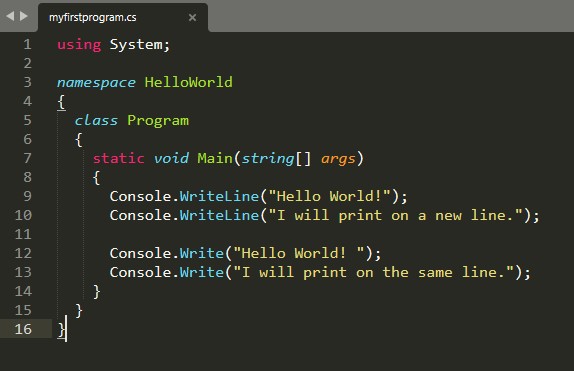 myfirstprogram.cs
1 using System;
2
3 namespace HelloWorld
4 {
5   class Program
6   {
7     static void Main(string[] args)
8     {
9       Console.WriteLine("Hello World!");
10       Console.WriteLine("I will print on a new line.");
11
12       Console.Write("Hello World! ");
13       Console.Write("I will print on the same line.");
14     }
15   }
16 }